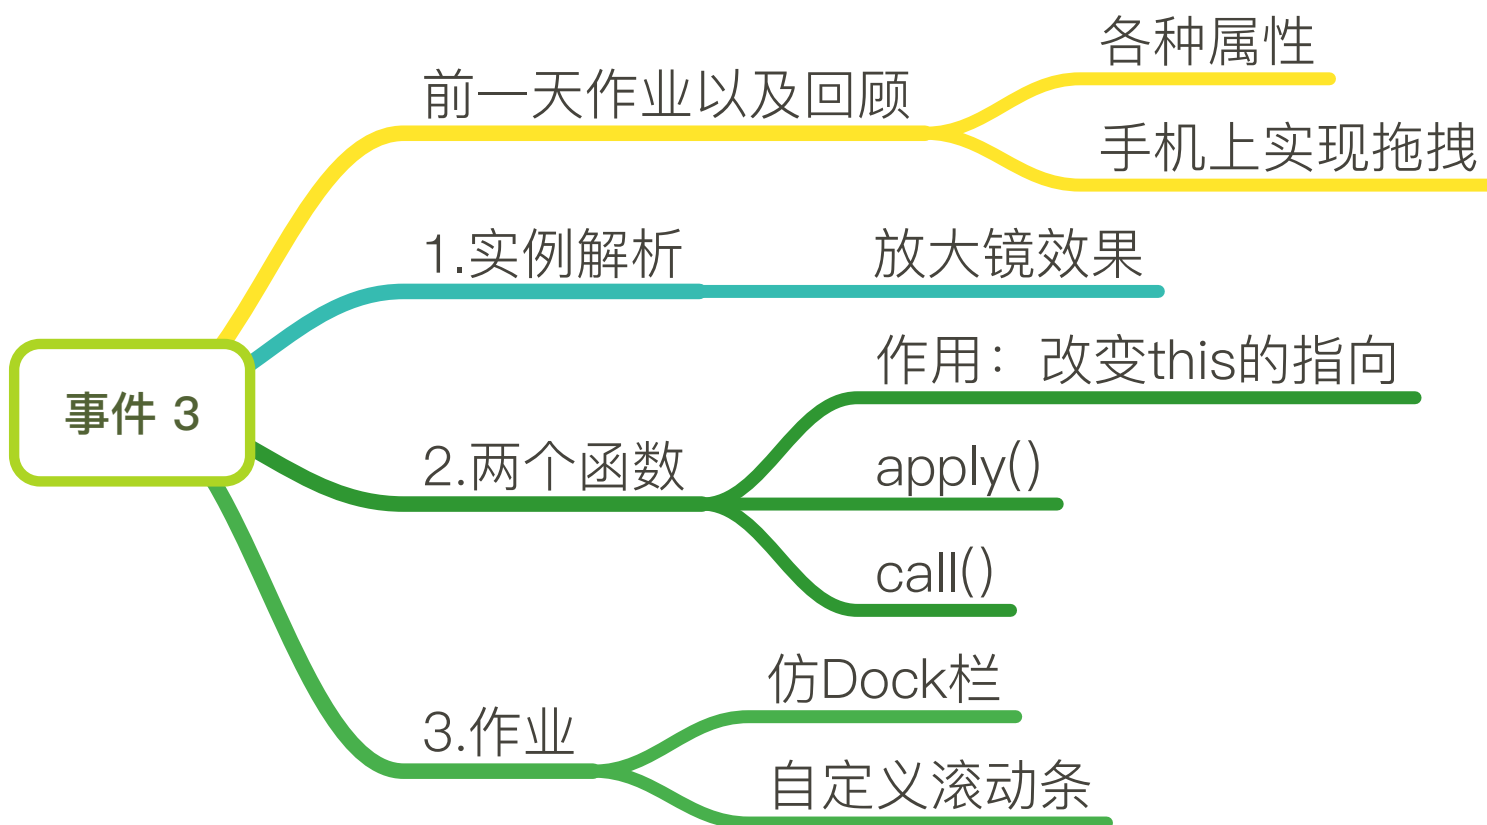 各种属性
前一天作业以及回顾
手机上实现拖拽
1.实例解析
放大镜效果
作用：改变this的指向
事件 3
2.两个函数
apply()
call()
仿Dock栏
3.作业
自定义滚动条